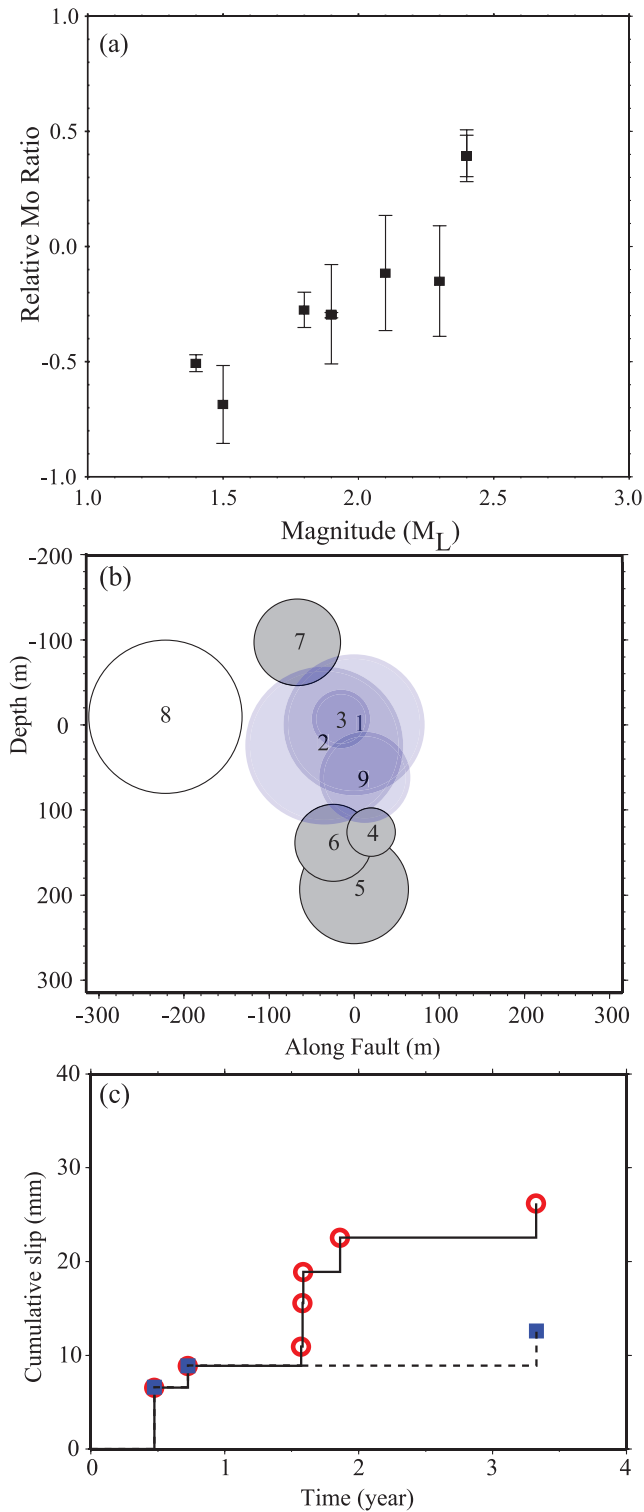 (a)
1.0
0.5
0.0
-0.5
-1.0
Relative Mo Ratio
1.0 1.5 2.0 2.5 3.0
Magnitude (ML)
(b)
-200
-100
0
100
200
300
Depth (m)
7
8
3 1
2
9
6 4
5
-300 -200 -100 0 100 200 300
Along Fault (m)
(c)
40
30
20
10
0
Cumulative slip (mm)
0 1 2 3 4
Time (year)